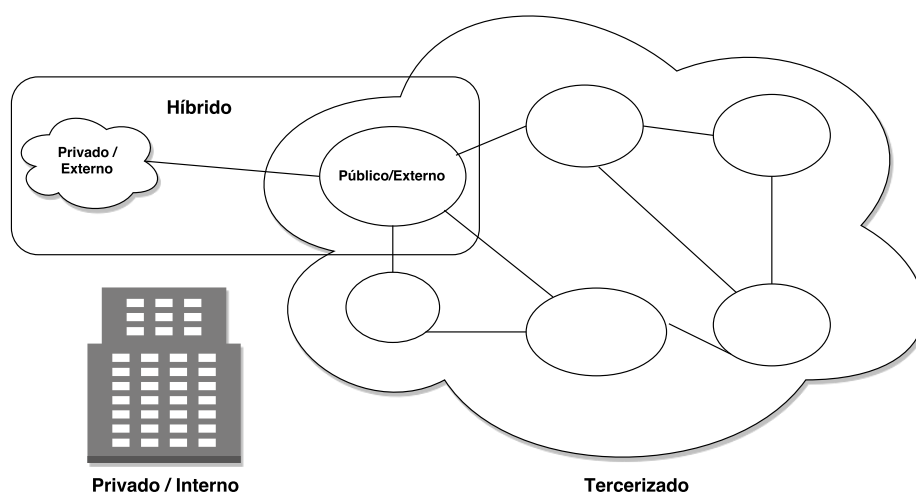 Híbrido
Privado /
Externo
Público/Externo
Privado / Interno
Tercerizado